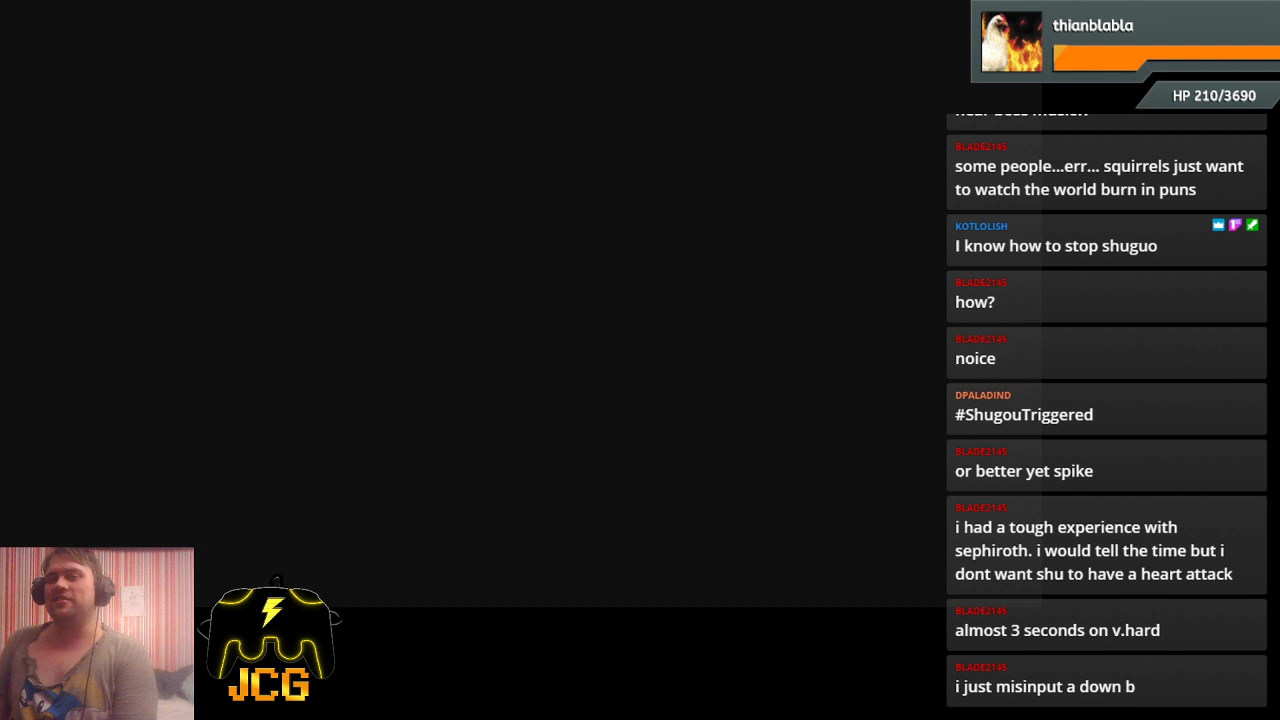 thianblabla
HP 210/3690
BLADE2145
some people...err... squirrels just want
to watch the world burn in puns
KOTLOLISH
I know how to stop shuguo
BLADE2145
how?
BLADE2145
noice
DPALADIND
#ShugouTriggered
BLADE2145
or better yet spike
BLADE2145
i had a tough experience with
sephiroth. i would tell the time but i
dont want shu to have a heart attack
BLADE2145
almost 3 seconds on v.hard
BLADE2145
i just misinput a down b
JCG